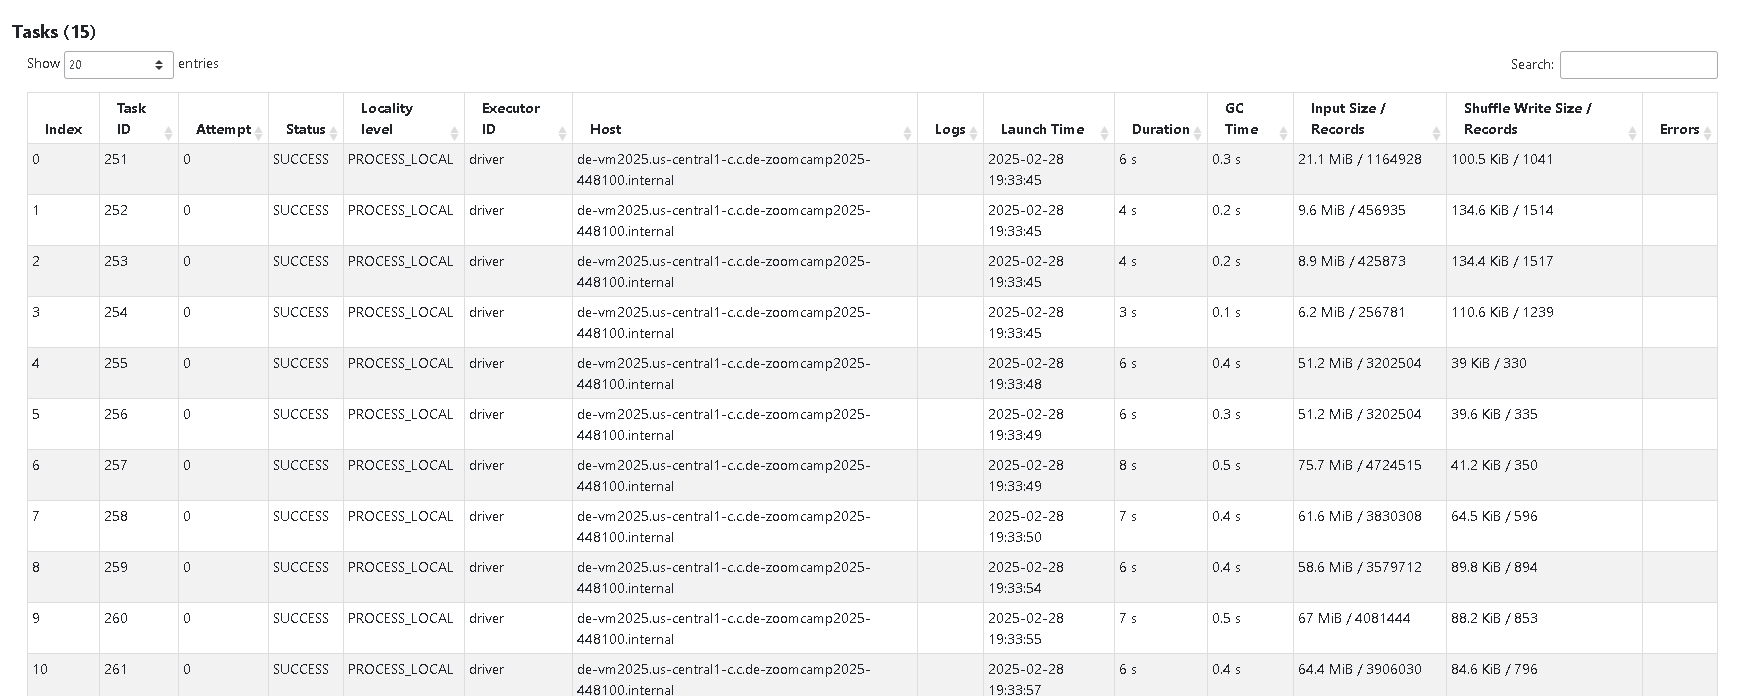 Tasks (15)
Show 20 entries
Search:
Index Task ID Attempt Status Locality level Executor ID Host Logs Launch Time Duration GC Time Input Size / Records Shuffle Write Size / Records Errors
0 251 0 SUCCESS PROCESS_LOCAL driver de-vm2025.us-central1-c.c.de-zoomcamp2025- 2025-02-28 6 s 0.3 s 21.1 MiB / 1164928 100.5 KiB / 1041
448100.internal 19:33:45
1 252 0 SUCCESS PROCESS_LOCAL driver de-vm2025.us-central1-c.c.de-zoomcamp2025- 2025-02-28 4 s 0.2 s 9.6 MiB / 456935 134.6 KiB / 1514
448100.internal 19:33:45
2 253 0 SUCCESS PROCESS_LOCAL driver de-vm2025.us-central1-c.c.de-zoomcamp2025- 2025-02-28 4 s 0.2 s 8.9 MiB / 425873 134.4 KiB / 1517
448100.internal 19:33:45
3 254 0 SUCCESS PROCESS_LOCAL driver de-vm2025.us-central1-c.c.de-zoomcamp2025- 2025-02-28 3 s 0.1 s 6.2 MiB / 256781 110.6 KiB / 1239
448100.internal 19:33:45
4 255 0 SUCCESS PROCESS_LOCAL driver de-vm2025.us-central1-c.c.de-zoomcamp2025- 2025-02-28 6 s 0.4 s 51.2 MiB / 3202504 39 KiB / 330
448100.internal 19:33:48
5 256 0 SUCCESS PROCESS_LOCAL driver de-vm2025.us-central1-c.c.de-zoomcamp2025- 2025-02-28 6 s 0.3 s 51.2 MiB / 3202504 39.6 KiB / 335
448100.internal 19:33:49
6 257 0 SUCCESS PROCESS_LOCAL driver de-vm2025.us-central1-c.c.de-zoomcamp2025- 2025-02-28 8 s 0.5 s 75.7 MiB / 4724515 41.2 KiB / 350
448100.internal 19:33:49
7 258 0 SUCCESS PROCESS_LOCAL driver de-vm2025.us-central1-c.c.de-zoomcamp2025- 2025-02-28 7 s 0.4 s 61.6 MiB / 3830308 64.5 KiB / 596
448100.internal 19:33:50
8 259 0 SUCCESS PROCESS_LOCAL driver de-vm2025.us-central1-c.c.de-zoomcamp2025- 2025-02-28 6 s 0.4 s 58.6 MiB / 3579712 89.8 KiB / 894
448100.internal 19:33:54
9 260 0 SUCCESS PROCESS_LOCAL driver de-vm2025.us-central1-c.c.de-zoomcamp2025- 2025-02-28 7 s 0.5 s 67 MiB / 4081444 88.2 KiB / 853
448100.internal 19:33:55
10 261 0 SUCCESS PROCESS_LOCAL driver de-vm2025.us-central1-c.c.de-zoomcamp2025- 2025-02-28 6 s 0.4 s 64.4 MiB / 3906030 84.6 KiB / 796
448100.internal 19:33:57